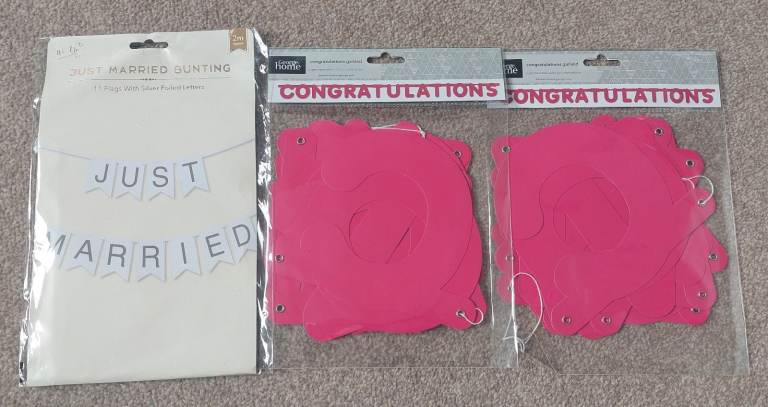 2m
JUST MARRIED BUNTING
11 Flags With Silver Foiled Letters
JUST
MARRIED
George
home
congratulations garland
CONGRATULATIONS
George
home
congratulations garland
CONGRATULATIONS